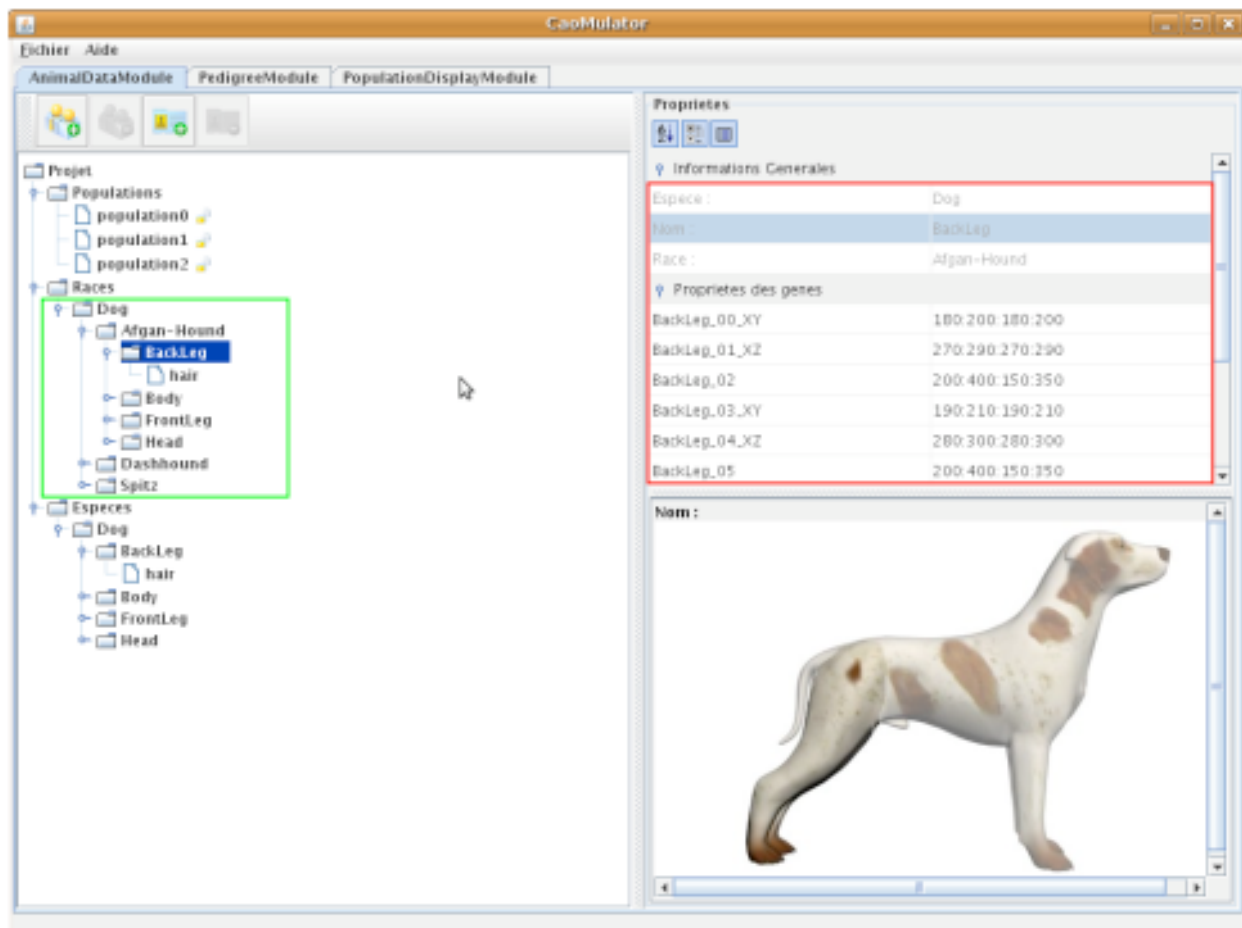 CaoMulator
Fichier Aide
AnimalDataModule PedigreeModule PopulationDisplayModule
Projet
Populations
population0
population1
population2
Races
Dog
Afgan-Hound
BackLeg
hair
Body
FrontLeg
Head
Dashhound
Spitz
Especes
Dog
BackLeg
hair
Body
FrontLeg
Head
Proprietes
Informations Generales
Espece : Dog
Nom : BackLeg
Race : Afgan-Hound
Proprietes des genes
BackLeg_00_XY 180:200:180:200
BackLeg_01_XZ 270:290:270:290
BackLeg_02 200:400:150:350
BackLeg_03_XY 190:210:190:210
BackLeg_04_XZ 280:300:280:300
BackLeg_05 200:400:150:350
Nom :